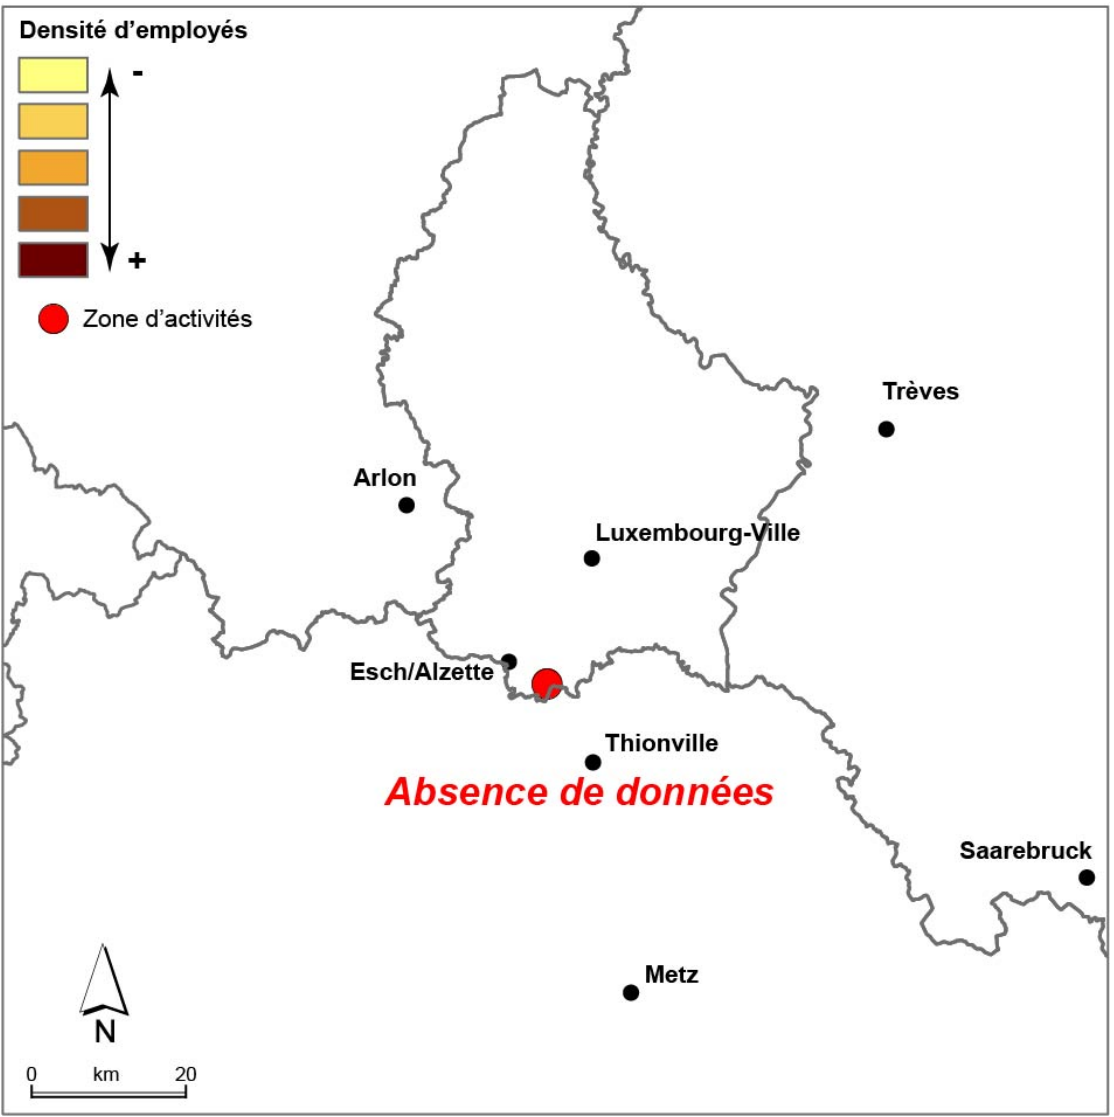 Densité d’employés
-
+
Zone d’activités
Trèves
Arlon
Luxembourg-Ville
Esch/Alzette
Thionville
Absence de données
Saarebruck
Metz
N
0 km 20